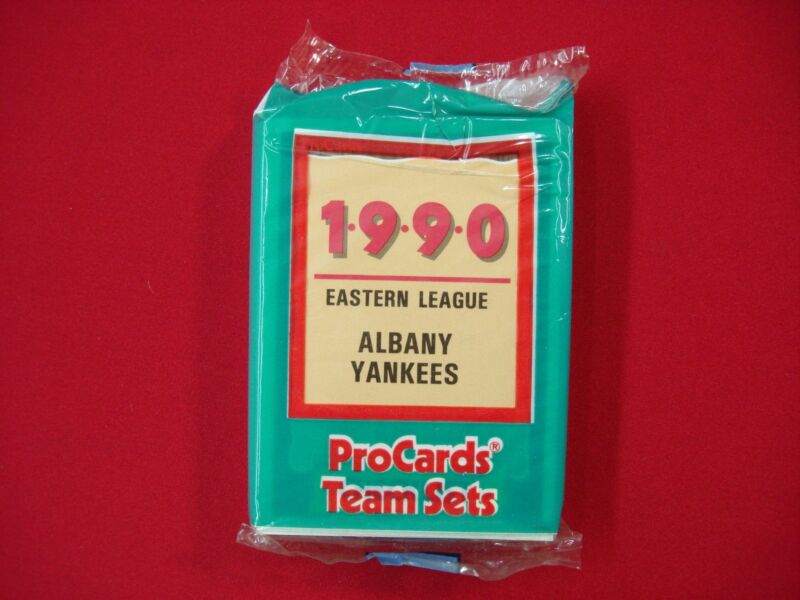 1·9·9·0
EASTERN LEAGUE
ALBANY
YANKEES
ProCards®
Team Sets